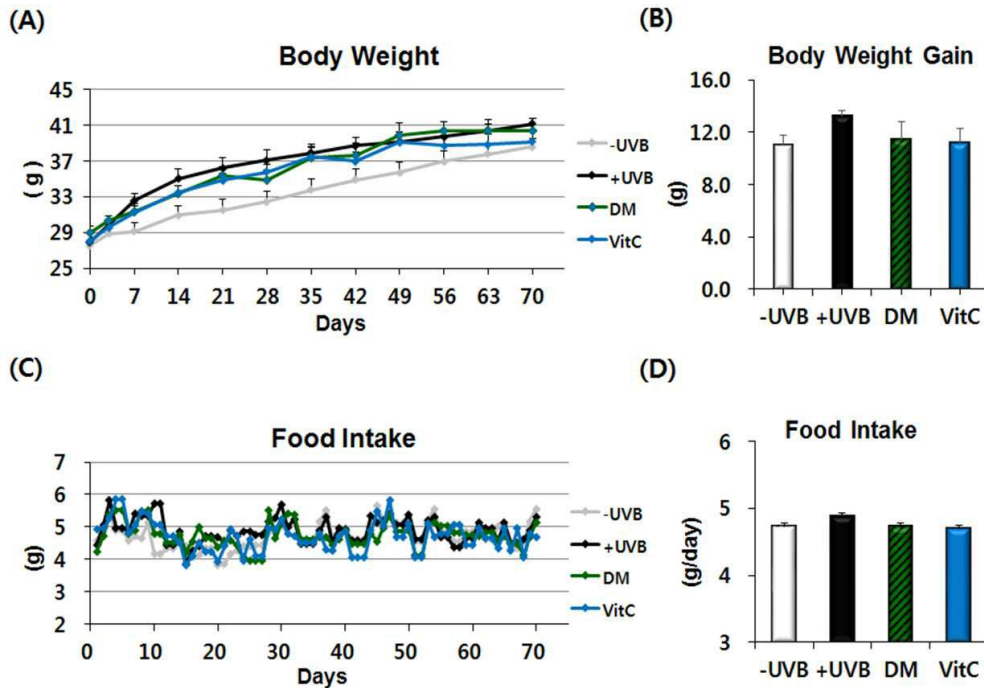 (A)
Body Weight
45
41
37
33
29
25
( g )
0 7 14 21 28 35 42 49 56 63 70
Days
-UVB
+UVB
DM
VitC
(B)
Body Weight Gain
16.0
12.0
8.0
4.0
0.0
(g)
-UVB +UVB DM VitC
(C)
Food Intake
7
6
5
4
3
2
(g)
0 10 20 30 40 50 60 70
Days
-UVB
+UVB
DM
VitC
(D)
Food Intake
6
5
4
3
(g/day)
-UVB +UVB DM VitC